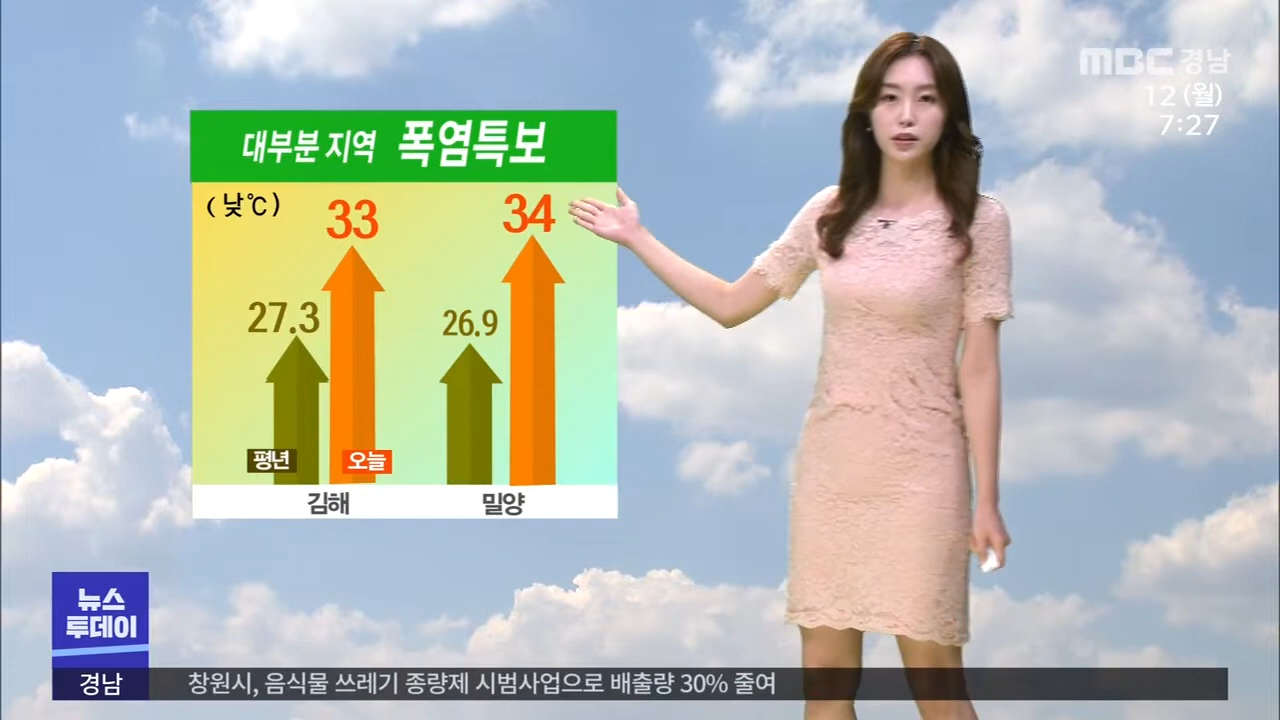 MBC 경남
12 (월)
7:27
대부분 지역 폭염특보
(낮℃)
33
34
27.3
26.9
평년
오늘
김해
밀양
뉴스
투데이
경남
창원시, 음식물 쓰레기 종량제 시범사업으로 배출량 30% 줄여